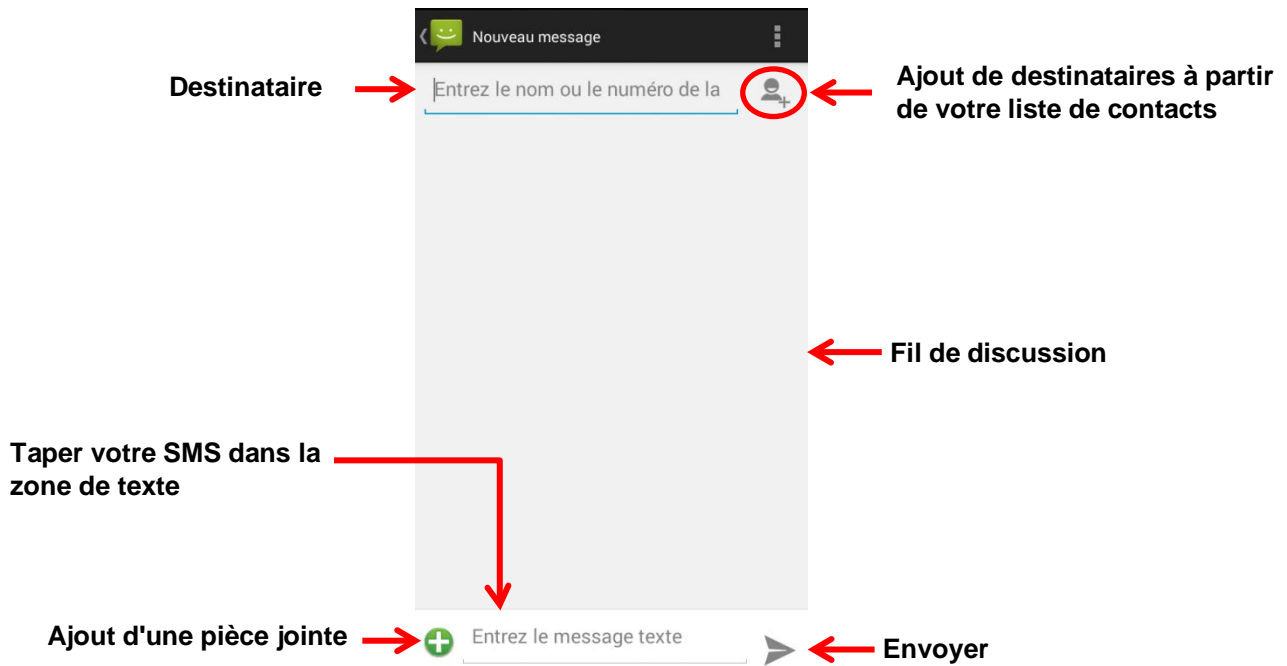 Nouveau message
Destinataire
Entrez le nom ou le numéro de la
Ajout de destinataires à partir
de votre liste de contacts
Fil de discussion
Taper votre SMS dans la
zone de texte
Ajout d'une pièce jointe
Entrez le message texte
Envoyer